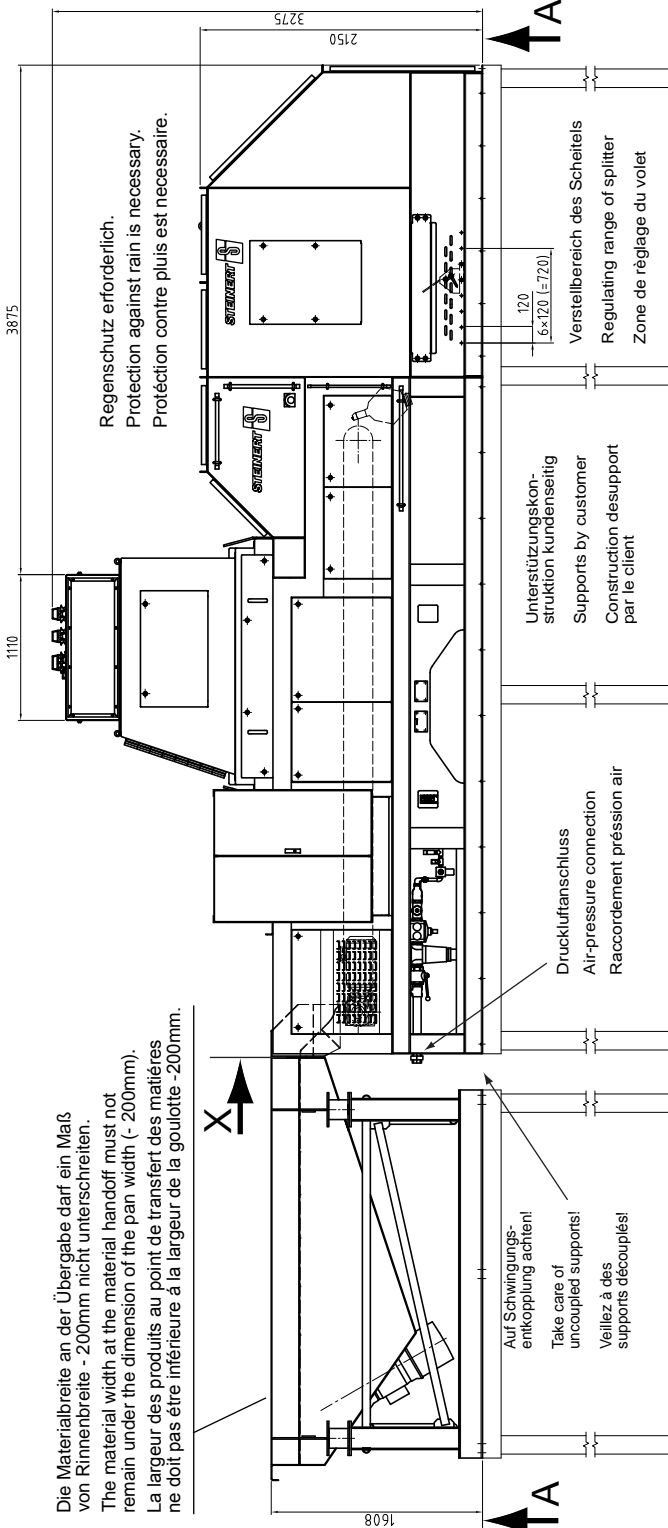 Die Materialbreite an der Übergabe darf ein Maß
von Rinnenbreite - 200mm nicht unterschreiten.
The material width at the material handoff must not
remain under the dimension of the pan width (- 200mm).
La largeur des produits au point de transfert des matiéres
ne doit pas être inférieure á la largeur de la goulotte -200mm.
X
1110
3875
Regenschutz erforderlich.
Protection against rain is necessary.
Protéction contre pluis est necessaire.
3275
2150
STEINERT S
STEINERT S
1608
A
A
Auf Schwingungs-
entkopplung achten!
Take care of
uncoupled supports!
Veillez à des
supports découplés!
Druckluftanschluss
Air-pressure connection
Raccordement préssion air
Unterstützungskon-
struktion kundenseitig
Supports by customer
Construction desupport
par le client
120
6×120 (=720)
Verstellbereich des Scheitels
Regulating range of splitter
Zone de règlage du volet